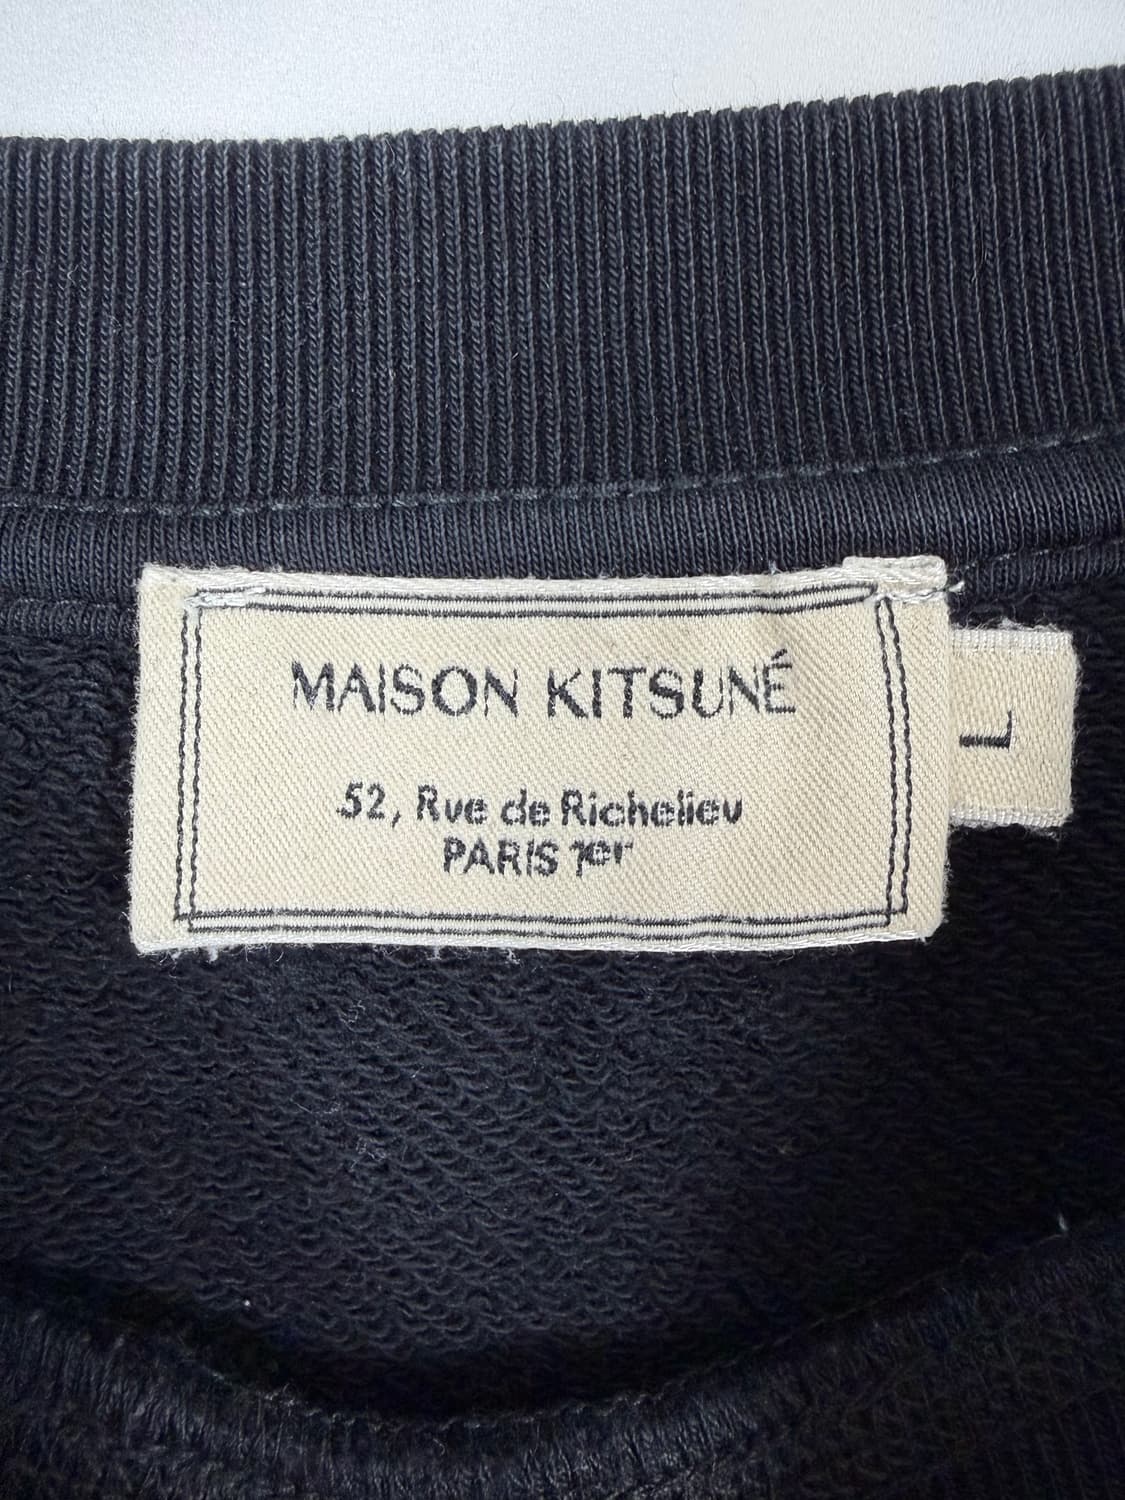 MAISON KITSUNÉ
52, Rue de Richelieu
PARIS 1er
L